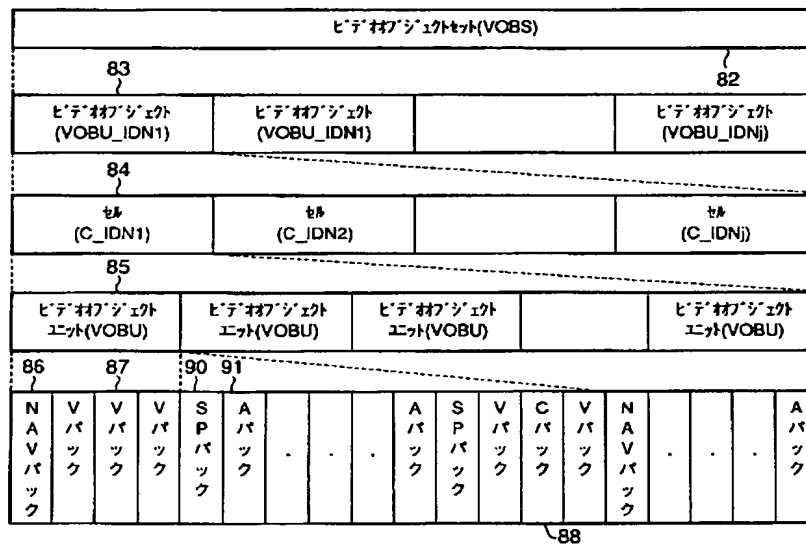 ビデオオブジェクトセット(VOBS)
83
82
ビデオオブジェクト
(VOBU_IDN1)
ビデオオブジェクト
(VOBU_IDN1)
ビデオオブジェクト
(VOBU_IDNj)
84
セル
(C_IDN1)
セル
(C_IDN2)
セル
(C_IDNj)
85
ビデオオブジェクト
ユニット(VOBU)
ビデオオブジェクト
ユニット(VOBU)
ビデオオブジェクト
ユニット(VOBU)
ビデオオブジェクト
ユニット(VOBU)
86
87
90
91
NAVパック
Vパック
Vパック
Vパック
SPパック
Aパック
・
・
・
Aパック
SPパック
Vパック
Cパック
Vパック
NAVパック
・
・
・
Aパック
88